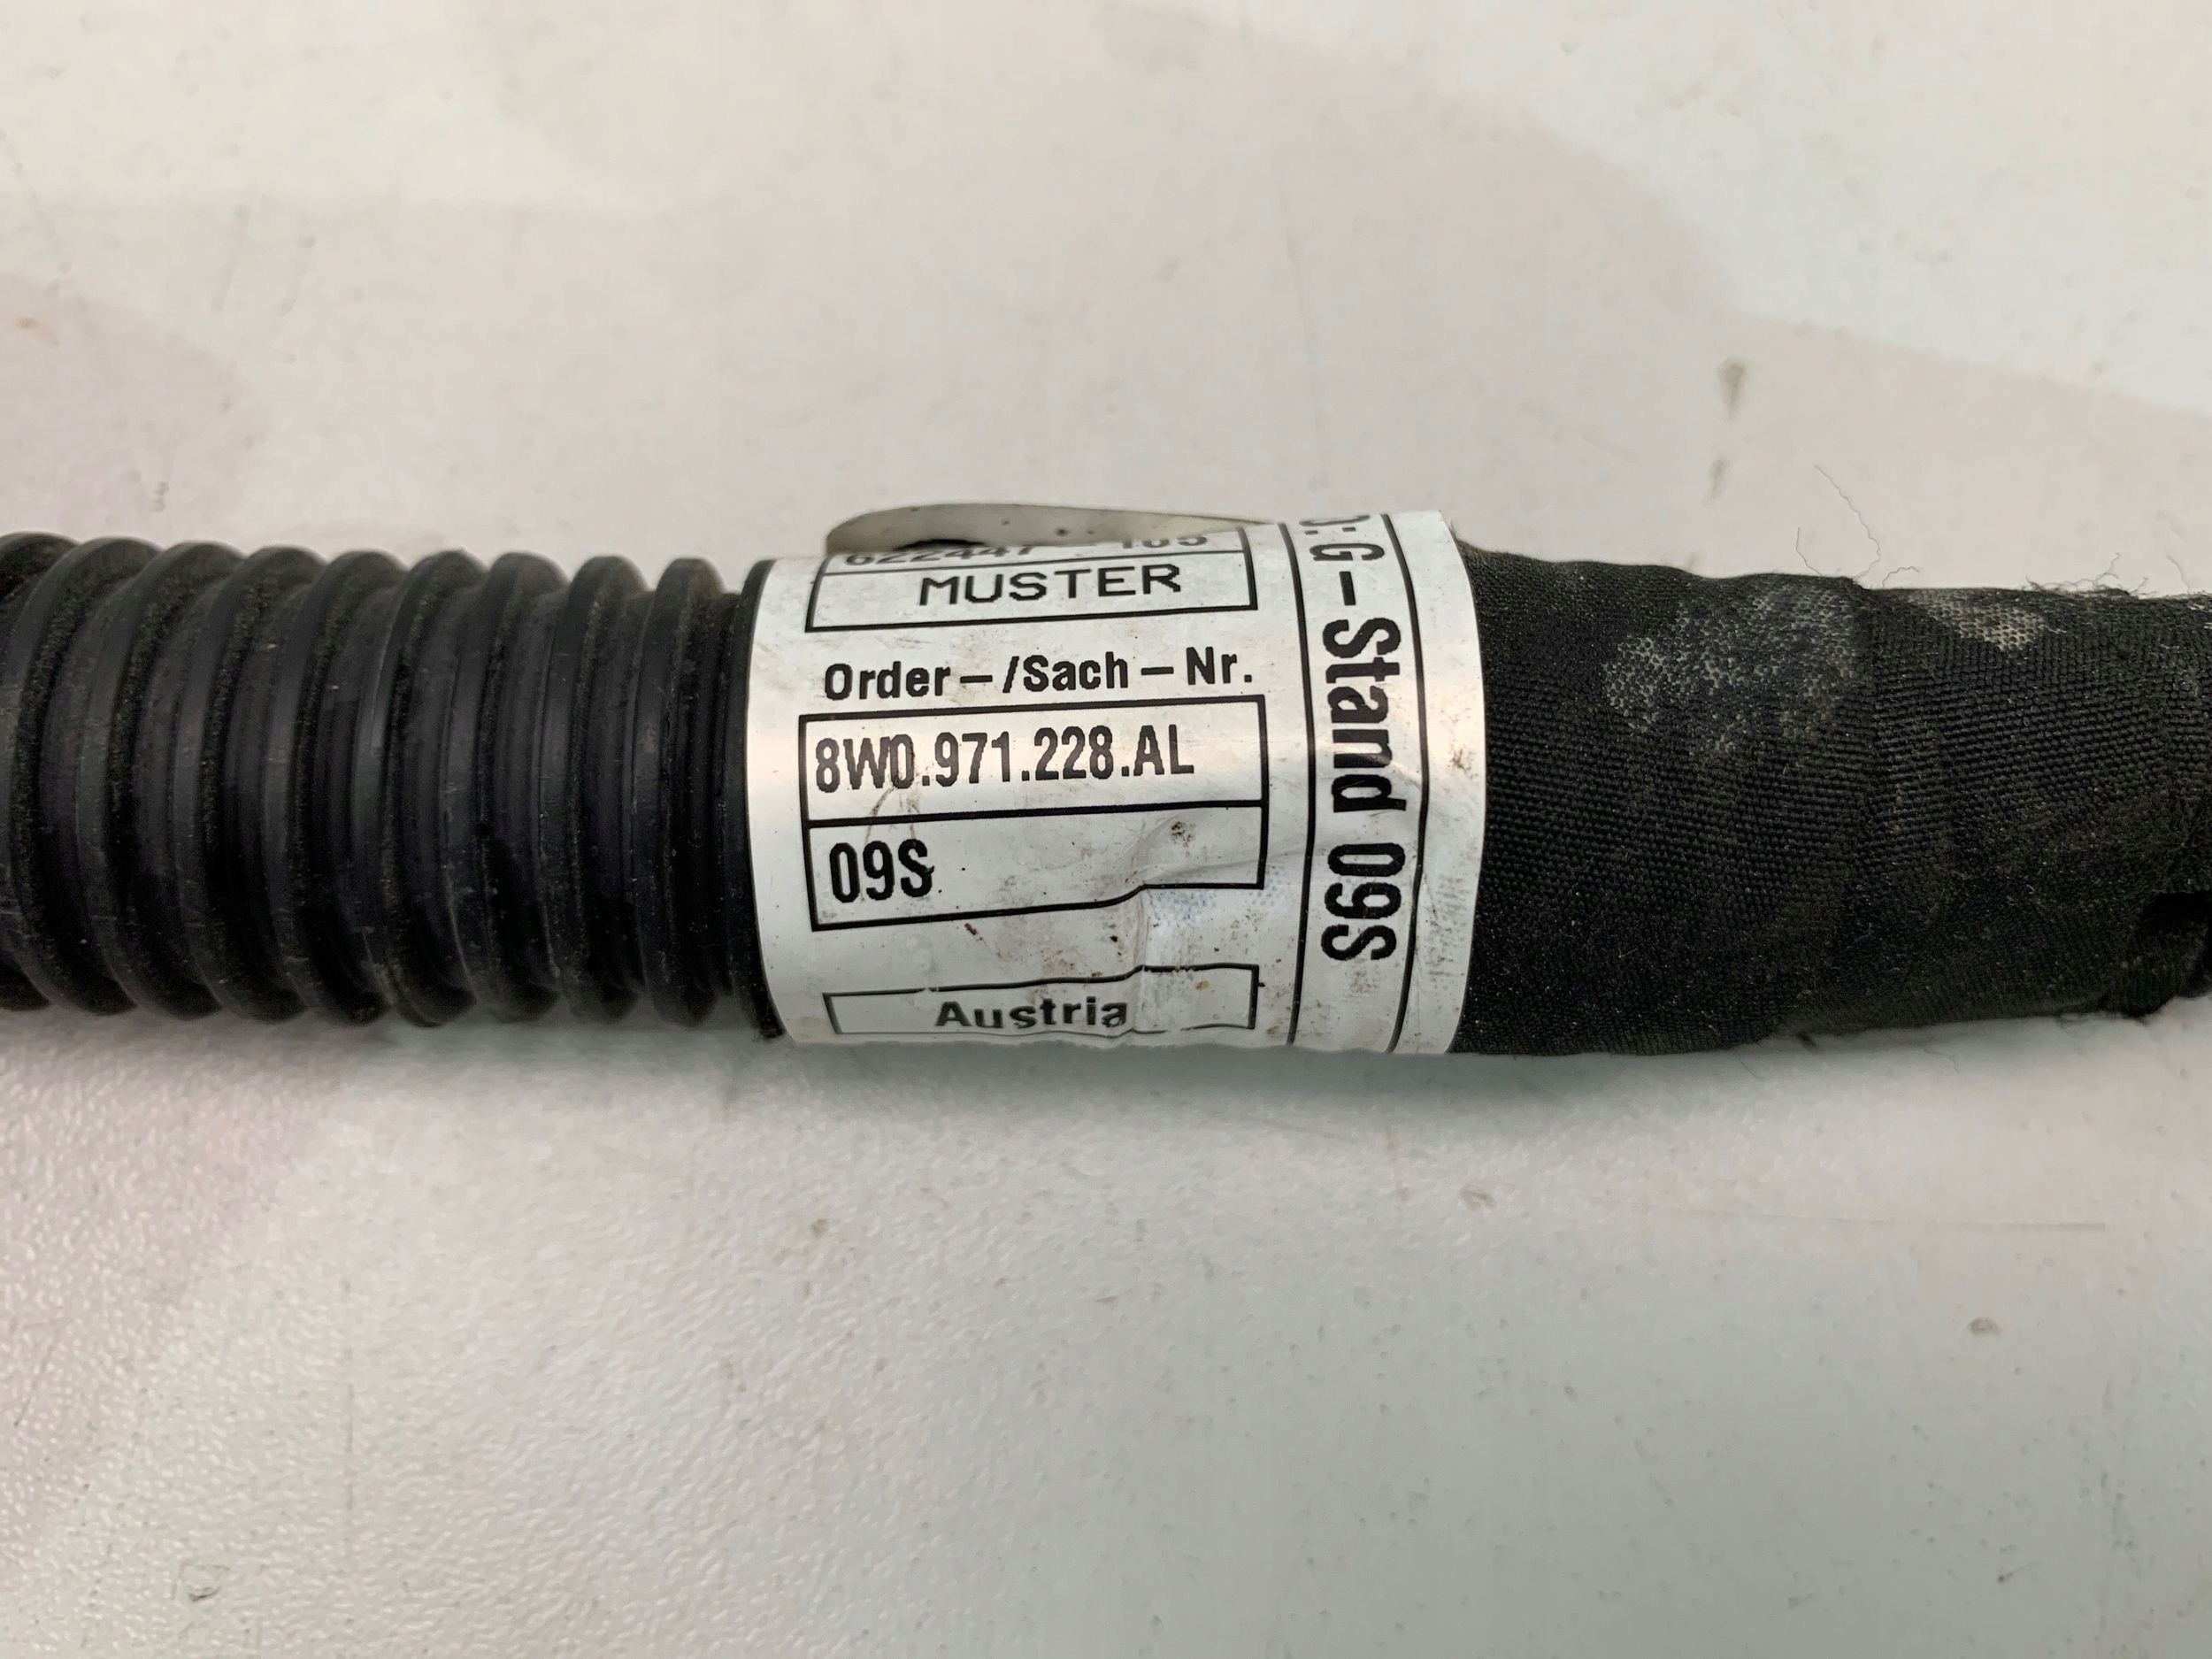 MUSTER
Order-/Sach-Nr.
8W0.971.228.AL
09S
Austria
G-Stand 09S